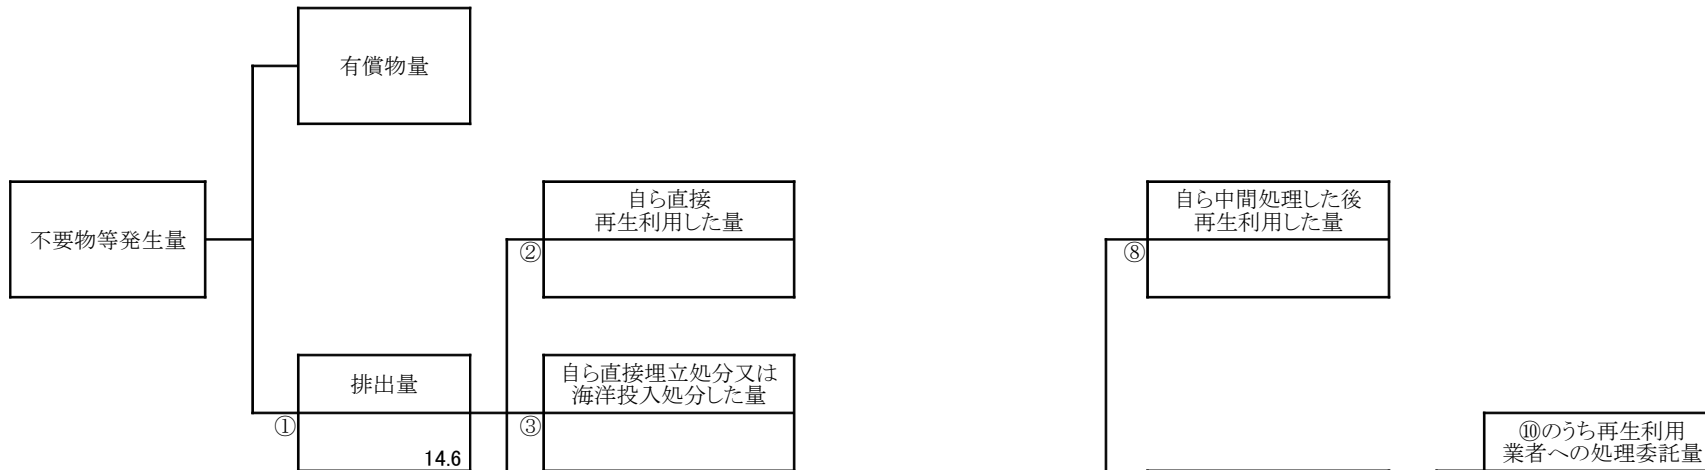 有償物量
不要物等発生量
自ら直接
再生利用した量
②
自ら中間処理した後
再生利用した量
⑧
排出量
①
14.6
自ら直接埋立処分又は
海洋投入処分した量
③
⑩のうち再生利用
業者への処理委託量